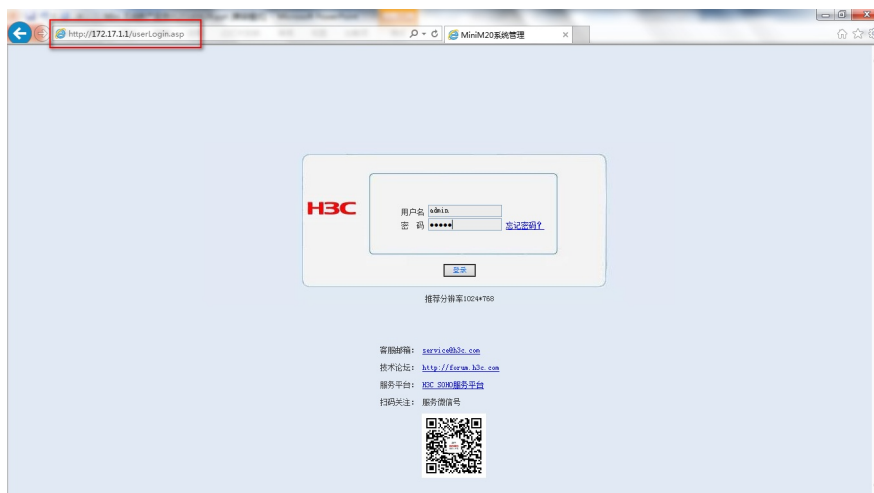 http://172.17.1.1/userLogin.asp
MiniM20系统管理
H3C
用户名 admin
密 码 ●●●●● 忘记密码?
登录
推荐分辨率1024*768
客服邮箱: service@h3c.com
技术论坛: http://forum.h3c.com
服务平台: H3C SOHO服务平台
扫码关注: 服务微信号